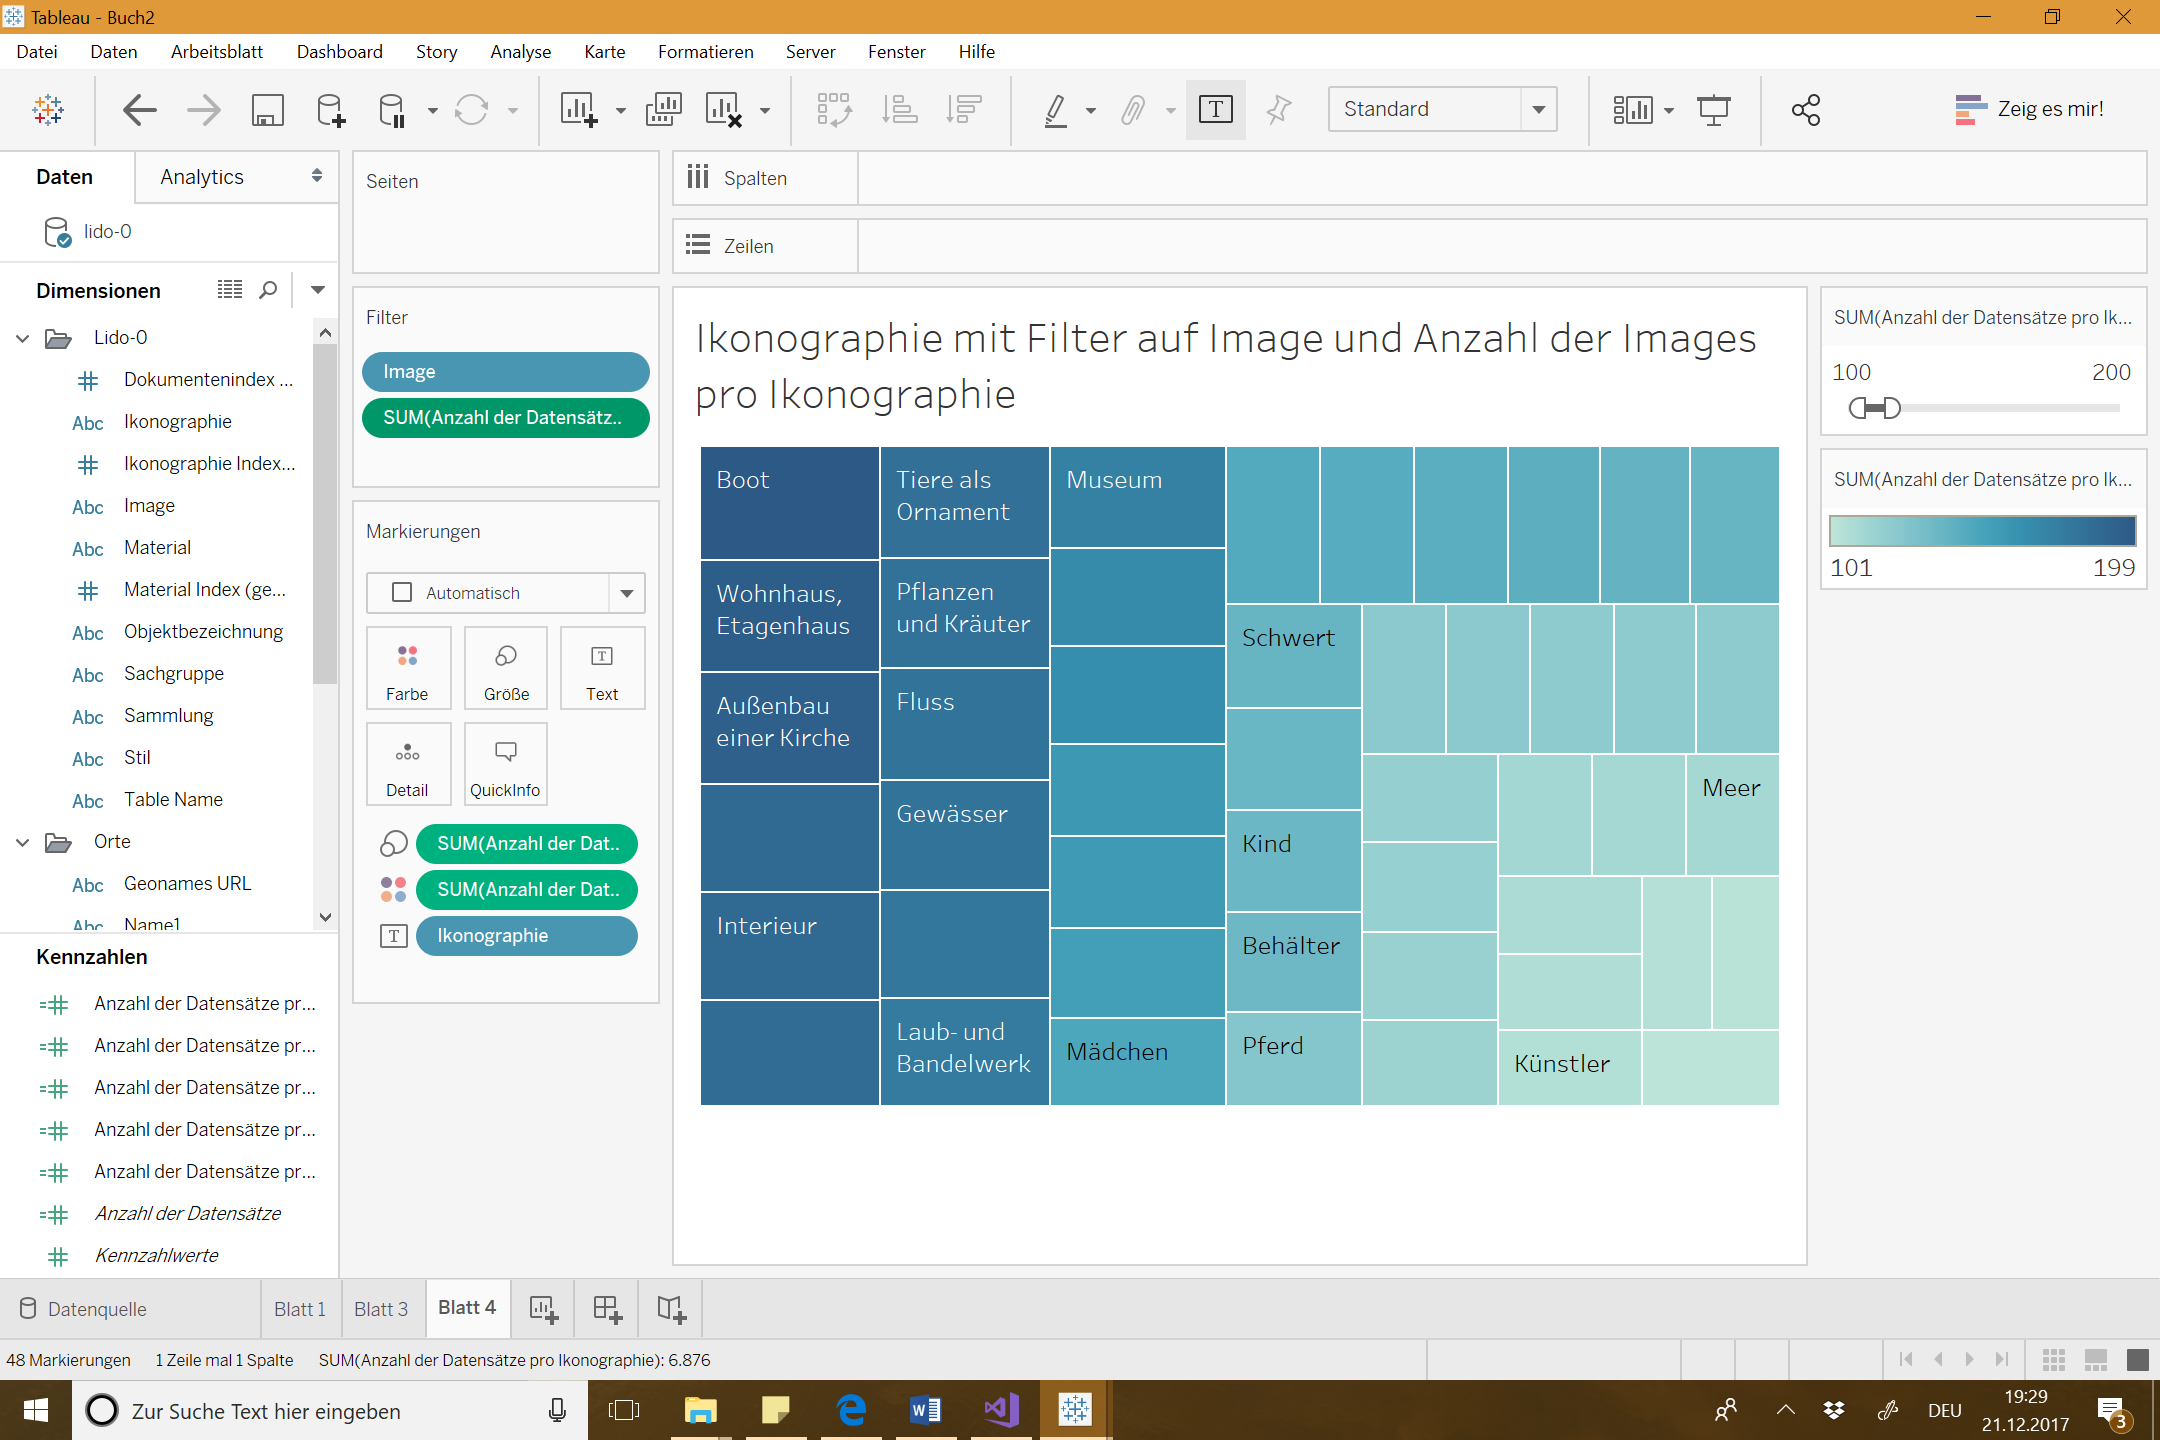 Tableau - Buch2
Datei Daten Arbeitsblatt Dashboard Story Analyse Karte Formatieren Server Fenster Hilfe
Standard
Zeig es mir!
Daten Analytics
lido-0
Dimensionen
Lido-0
Dokumentenindex ...
Abc Ikonographie
Ikonographie Index...
Abc Image
Abc Material
Material Index (ge...
Abc Objektbezeichnung
Abc Sachgruppe
Abc Sammlung
Abc Stil
Abc Table Name
Orte
Abc Geonames URL
Abc Name1
Kennzahlen
Anzahl der Datensätze pr...
Anzahl der Datensätze pr...
Anzahl der Datensätze pr...
Anzahl der Datensätze pr...
Anzahl der Datensätze pr...
Anzahl der Datensätze
Kennzahlwerte
Seiten
Filter
Image
SUM(Anzahl der Datensätz..
Markierungen
Automatisch
Farbe Größe Text
Detail QuickInfo
SUM(Anzahl der Dat..
SUM(Anzahl der Dat..
Ikonographie
Spalten
Zeilen
Ikonographie mit Filter auf Image und Anzahl der Images
pro Ikonographie
Boot
Wohnhaus,
Etagenhaus
Außenbau
einer Kirche
Interieur
Tiere als
Ornament
Pflanzen
und Kräuter
Fluss
Gewässer
Laub- und
Bandelwerk
Museum
Mädchen
Schwert
Kind
Behälter
Pferd
Meer
Künstler
SUM(Anzahl der Datensätze pro Ik...
100 200
SUM(Anzahl der Datensätze pro Ik...
101 199
Datenquelle Blatt 1 Blatt 3 Blatt 4
48 Markierungen 1 Zeile mal 1 Spalte SUM(Anzahl der Datensätze pro Ikonographie): 6.876
Zur Suche Text hier eingeben
DEU
19:29
21.12.2017
3